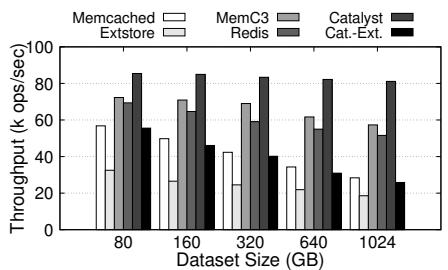 Memcached MemC3 Catalyst
Extstore Redis Cat.-Ext.
100
80
60
40
20
0
Throughput (k ops/sec)
80 160 320 640 1024
Dataset Size (GB)